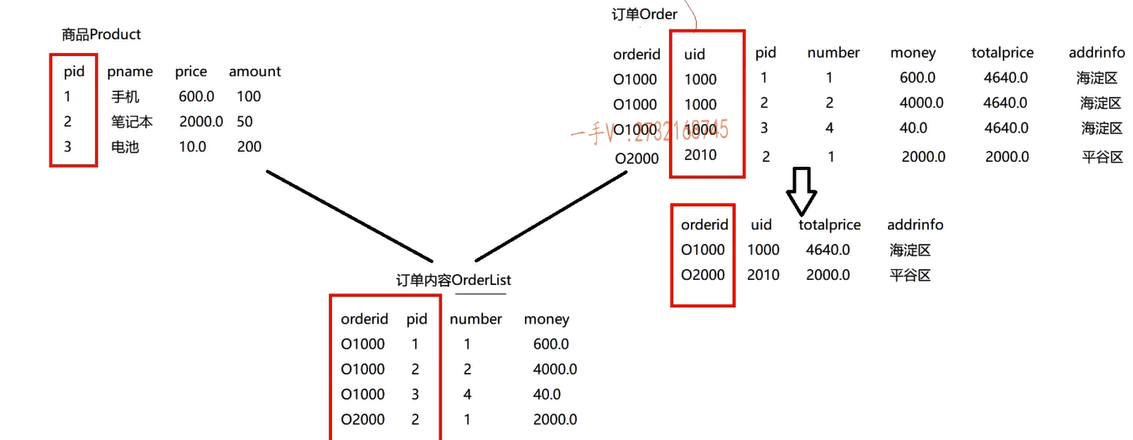 商品Product
pid pname price amount
1 手机 600.0 100
2 笔记本 2000.0 50
3 电池 10.0 200
订单Order
orderid uid pid number money totalprice addrinfo
O1000 1000 1 1 600.0 4640.0 海淀区
O1000 1000 2 2 4000.0 4640.0 海淀区
O1000 1000 3 4 40.0 4640.0 海淀区
一手V :2732168745
O2000 2010 2 1 2000.0 2000.0 平谷区
orderid uid totalprice addrinfo
O1000 1000 4640.0 海淀区
O2000 2010 2000.0 平谷区
订单内容OrderList
orderid pid number money
O1000 1 1 600.0
O1000 2 2 4000.0
O1000 3 4 40.0
O2000 2 1 2000.0